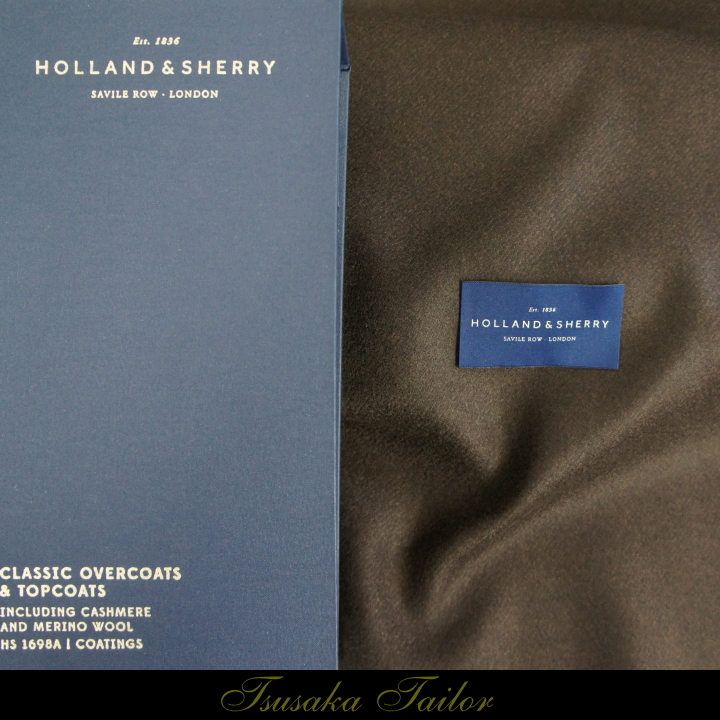 Est. 1836
HOLLAND & SHERRY
SAVILE ROW · LONDON
CLASSIC OVERCOATS
& TOPCOATS
INCLUDING CASHMERE
AND MERINO WOOL
HS 1698A | COATINGS
Est. 1836
HOLLAND & SHERRY
SAVILE ROW · LONDON
Tsusaka Tailor